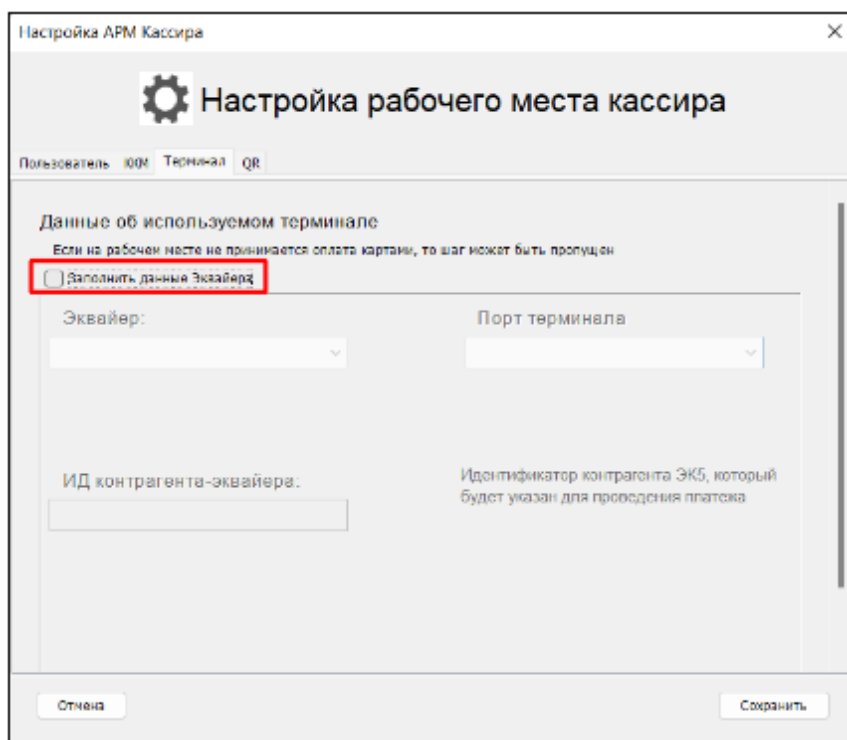 Настройка АРМ Кассира
Настройка рабочего места кассира
Пользователь ККМ Терминал QR
Данные об используемом терминале
Если на рабочем месте не принимается оплата картами, то шаг может быть пропущен
Заполнить данные Эквайера
Эквайер:
Порт терминала
ИД контрагента-эквайера:
Идентификатор контрагента ЭК5, который
будет указан для проведения платежа
Отмена
Сохранить